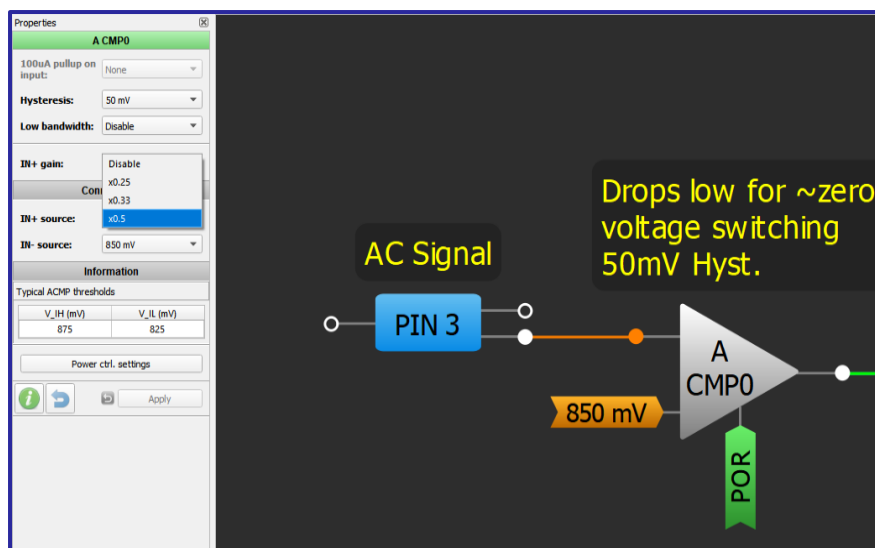 Properties
A CMP0
100uA pullup on
input:
None
Hysteresis:
50 mV
Low bandwidth:
Disable
IN+ gain:
Disable
x0.25
x0.33
x0.5
Con
IN+ source:
IN- source:
850 mV
Information
Typical ACMP thresholds
V_IH (mV)
V_IL (mV)
875
825
Power ctrl. settings
Apply
AC Signal
PIN 3
Drops low for ~zero
voltage switching
50mV Hyst.
A
CMP0
850 mV
POR